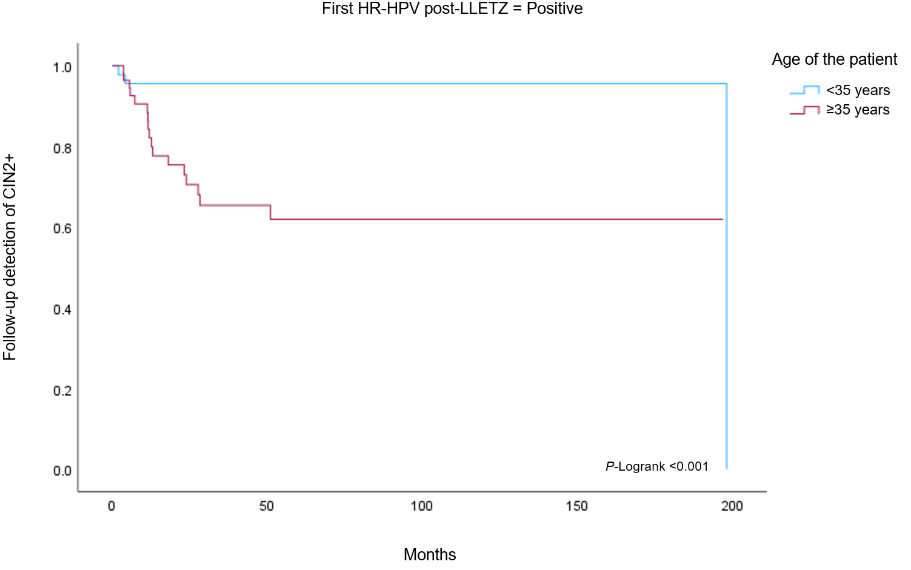 First HR-HPV post-LLETZ = Positive
Age of the patient
<35 years
≥35 years
Follow-up detection of CIN2+
1.0
0.8
0.6
0.4
0.2
0.0
P-Logrank <0.001
0 50 100 150 200
Months